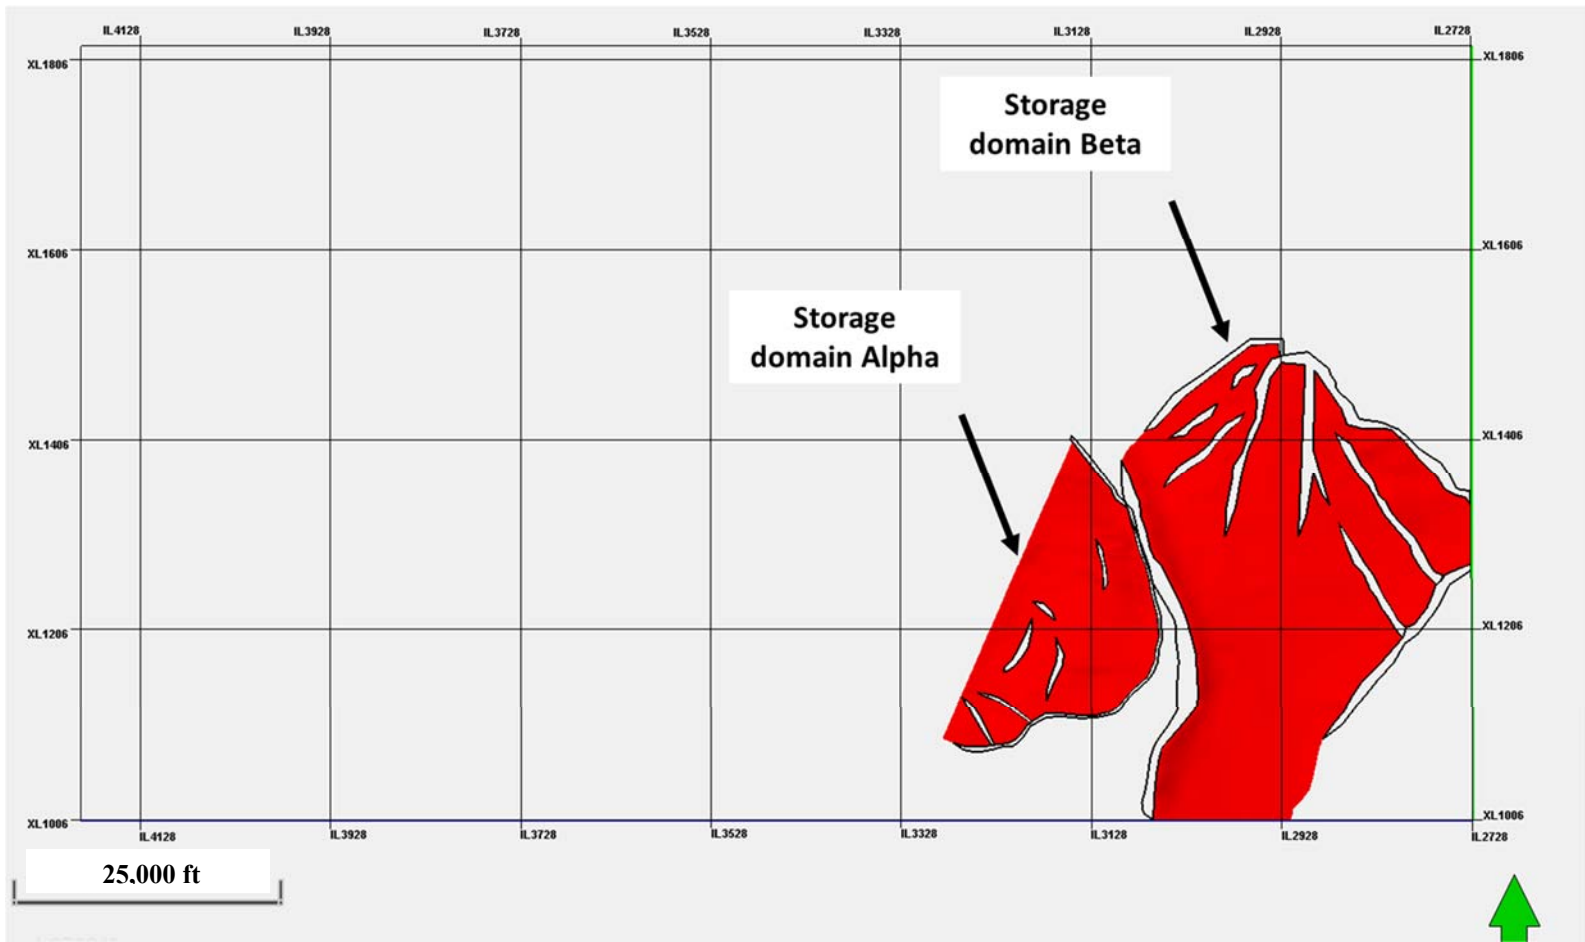 IL4128 IL3928 IL3728 IL3528 IL3328 IL3128 IL2928 IL2728
XL1806 XL1806
Storage
domain Beta
XL1606 XL1606
Storage
domain Alpha
XL1406 XL1406
XL1206 XL1206
XL1006 XL1006
IL4128 IL3928 IL3728 IL3528 IL3328 IL3128 IL2928 IL2728
25,000 ft